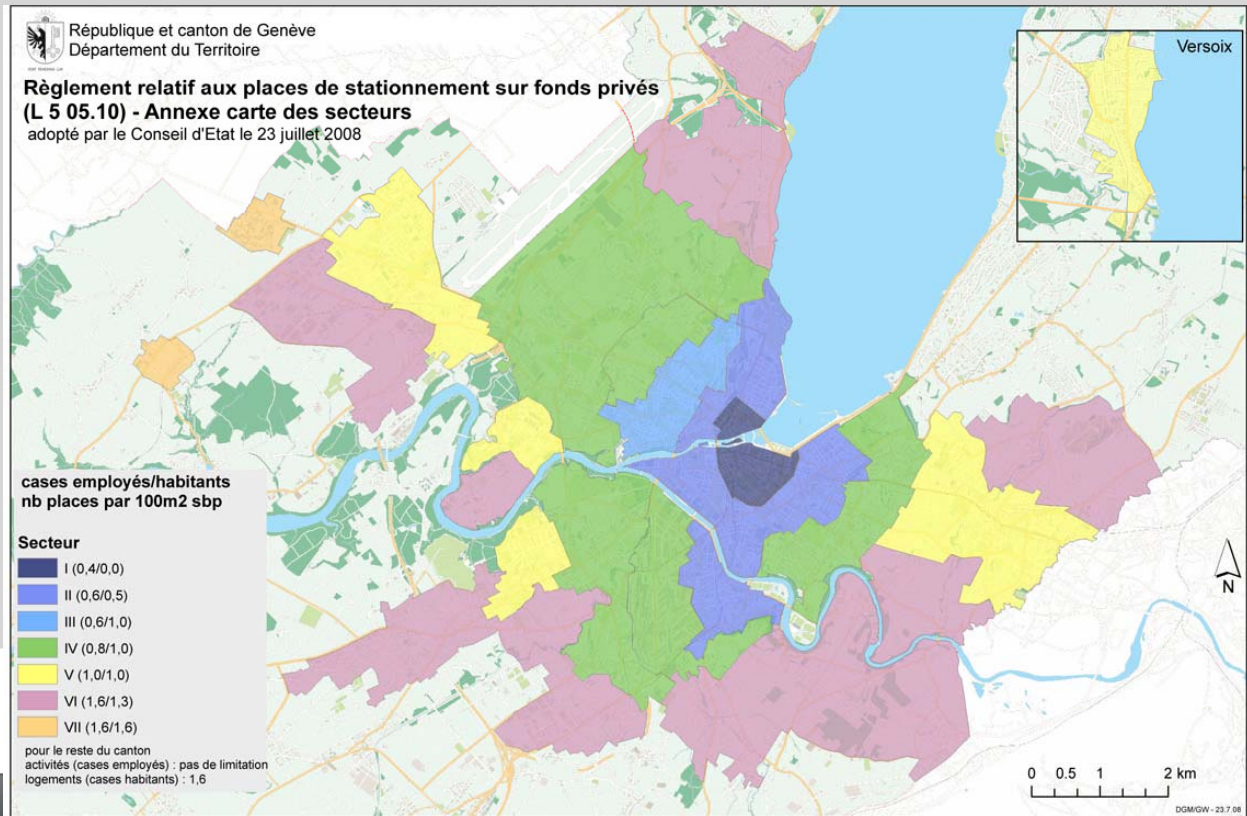 République et canton de Genève
Département du Territoire
Règlement relatif aux places de stationnement sur fonds privés
(L 5 05.10) - Annexe carte des secteurs
adopté par le Conseil d'Etat le 23 juillet 2008
Versoix
cases employés/habitants
nb places par 100m2 sbp
Secteur
I (0,4/0,0)
II (0,6/0,5)
III (0,6/1,0)
IV (0,8/1,0)
V (1,0/1,0)
VI (1,6/1,3)
VII (1,6/1,6)
pour le reste du canton
activités (cases employés) : pas de limitation
logements (cases habitants) : 1,6
N
0 0.5 1 2 km
DGM/GW - 23.7.08